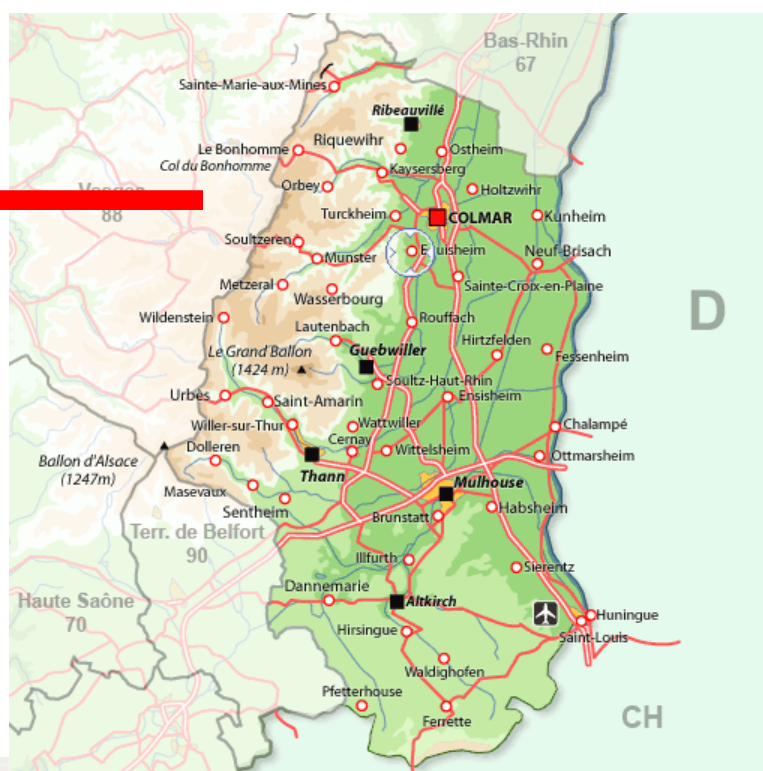 Bas-Rhin
67
Sainte-Marie-aux-Mines
Ribeauvillé
Riquewihr
Le Bonhomme
Col du Bonhomme
Ostheim
Kaysersberg
Orbey
Holtzwihr
88
Turckheim
COLMAR
Kunheim
Soultzeren
Munster
Neuf-Brisach
Metzeral
Wasserbourg
Sainte-Croix-en-Plaine
Wildenstein
Lautenbach
Rouffach
D
Hirtzfelden
Le Grand Ballon
(1424 m)
Guebwiller
Fessenheim
Soultz-Haut-Rhin
Urbès
Saint-Amarin
Ensisheim
Willer-sur-Thur
Wattwiller
Cernay
Chalampé
Dolleren
Wittelsheim
Ottmarsheim
Ballon d'Alsace
(1247m)
Thann
Mulhouse
Masevaux
Sentheim
Habsheim
Brunstatt
Terr. de Belfort
90
Illfurth
Sierentz
Dannemarie
Haute Saône
70
Altkirch
Huningue
Hirsingue
Saint-Louis
Waldighofen
Pfetterhouse
Ferrette
CH